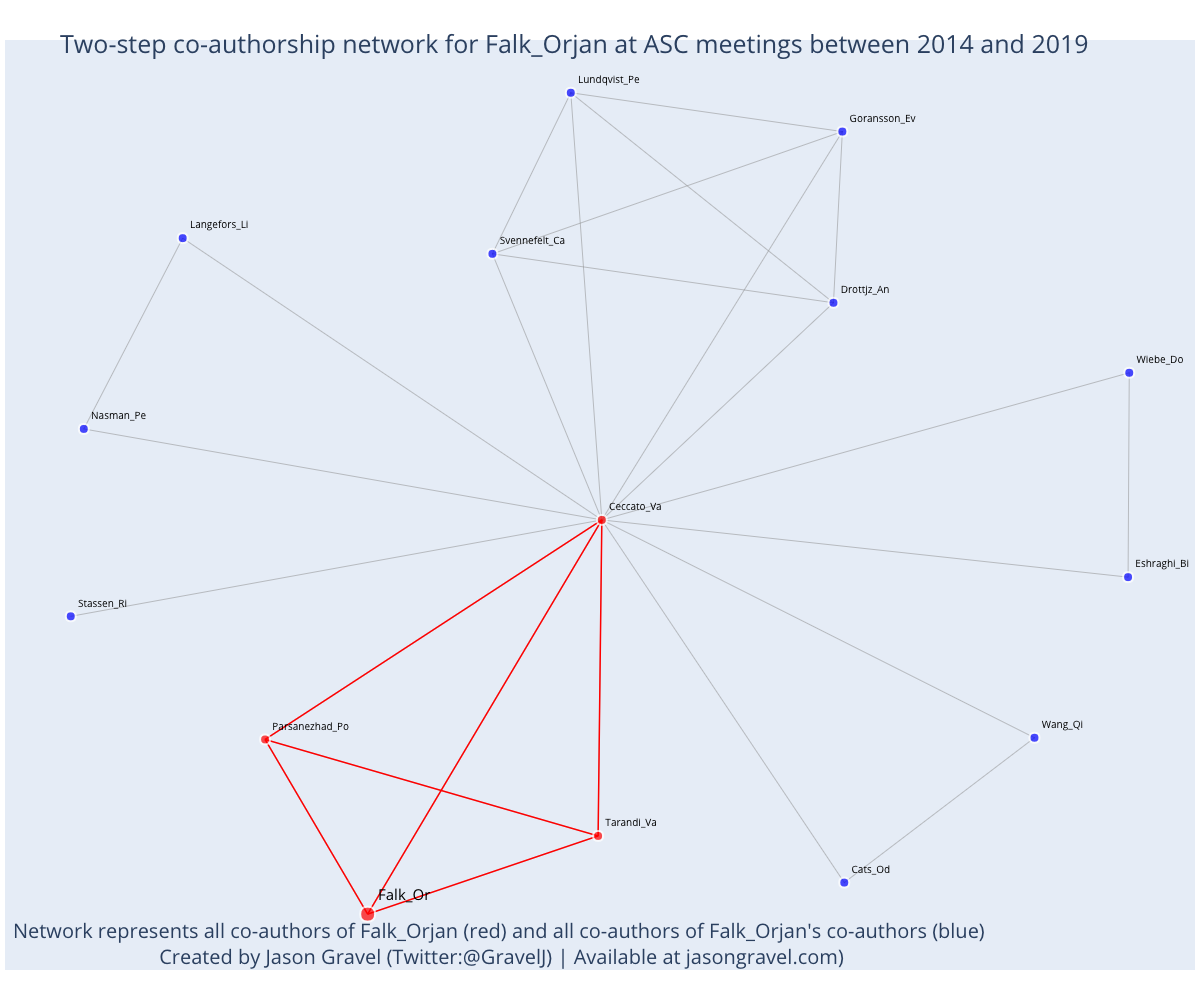 Two-step co-authorship network for Falk_Orjan at ASC meetings between 2014 and 2019
Lundqvist_Pe
Goransson_Ev
Langefors_Li
Svennefelt_Ca
Drottjz_An
Wiebe_Do
Nasman_Pe
Ceccato_Va
Eshraghi_Bi
Stassen_Ri
Wang_Qi
Parsanezhad_Po
Tarandi_Va
Cats_Od
Falk_Or
Network represents all co-authors of Falk_Orjan (red) and all co-authors of Falk_Orjan's co-authors (blue)
Created by Jason Gravel (Twitter:@GravelJ) | Available at jasongravel.com)